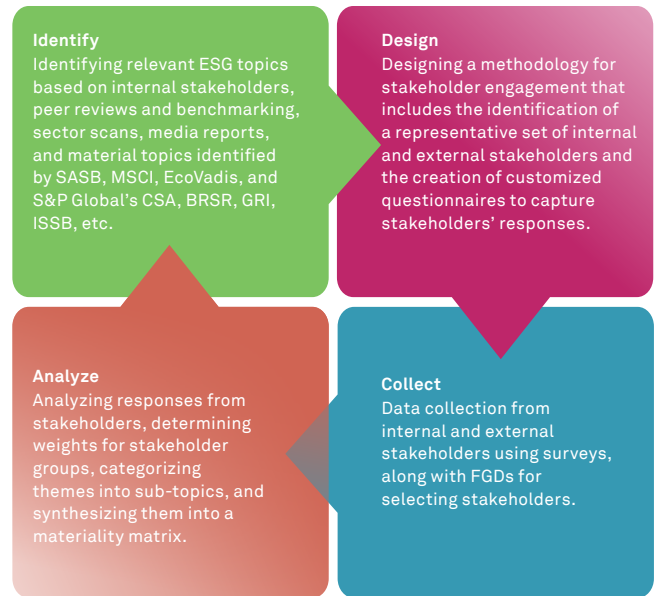 Identify
Identifying relevant ESG topics
based on internal stakeholders,
peer reviews and benchmarking,
sector scans, media reports,
and material topics identified
by SASB, MSCI, EcoVadis, and
S&P Global's CSA, BRSR, GRI,
ISSB, etc.
Design
Designing a methodology for
stakeholder engagement that
includes the identification of
a representative set of internal
and external stakeholders and
the creation of customized
questionnaires to capture
stakeholders' responses.
Analyze
Analyzing responses from
stakeholders, determining
weights for stakeholder
groups, categorizing
themes into sub-topics, and
synthesizing them into a
materiality matrix.
Collect
Data collection from
internal and external
stakeholders using surveys,
along with FGDs for
selecting stakeholders.